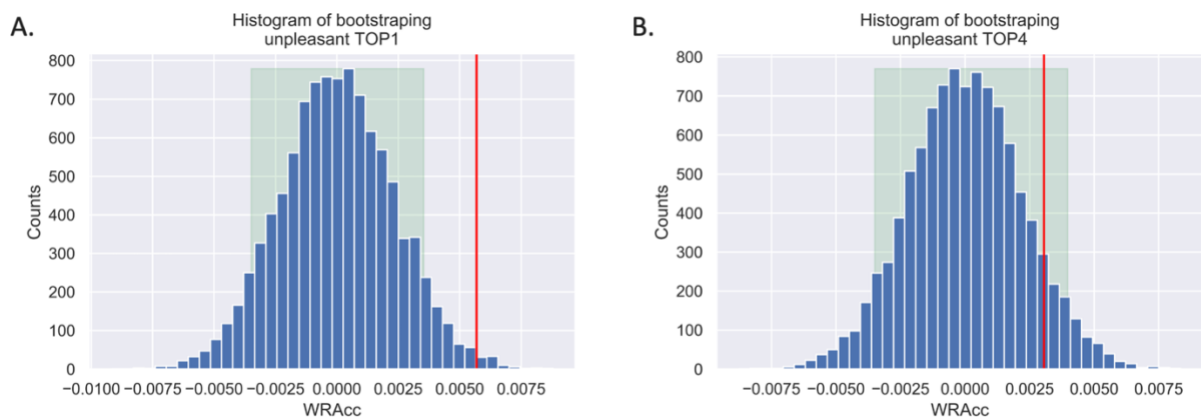 A.
Histogram of bootstraping
unpleasant TOP1
Counts
800
700
600
500
400
300
200
100
0
−0.0100 −0.0075 −0.0050 −0.0025 0.0000 0.0025 0.0050 0.0075
WRAcc
B.
Histogram of bootstraping
unpleasant TOP4
Counts
800
700
600
500
400
300
200
100
0
−0.0075 −0.0050 −0.0025 0.0000 0.0025 0.0050 0.0075
WRAcc